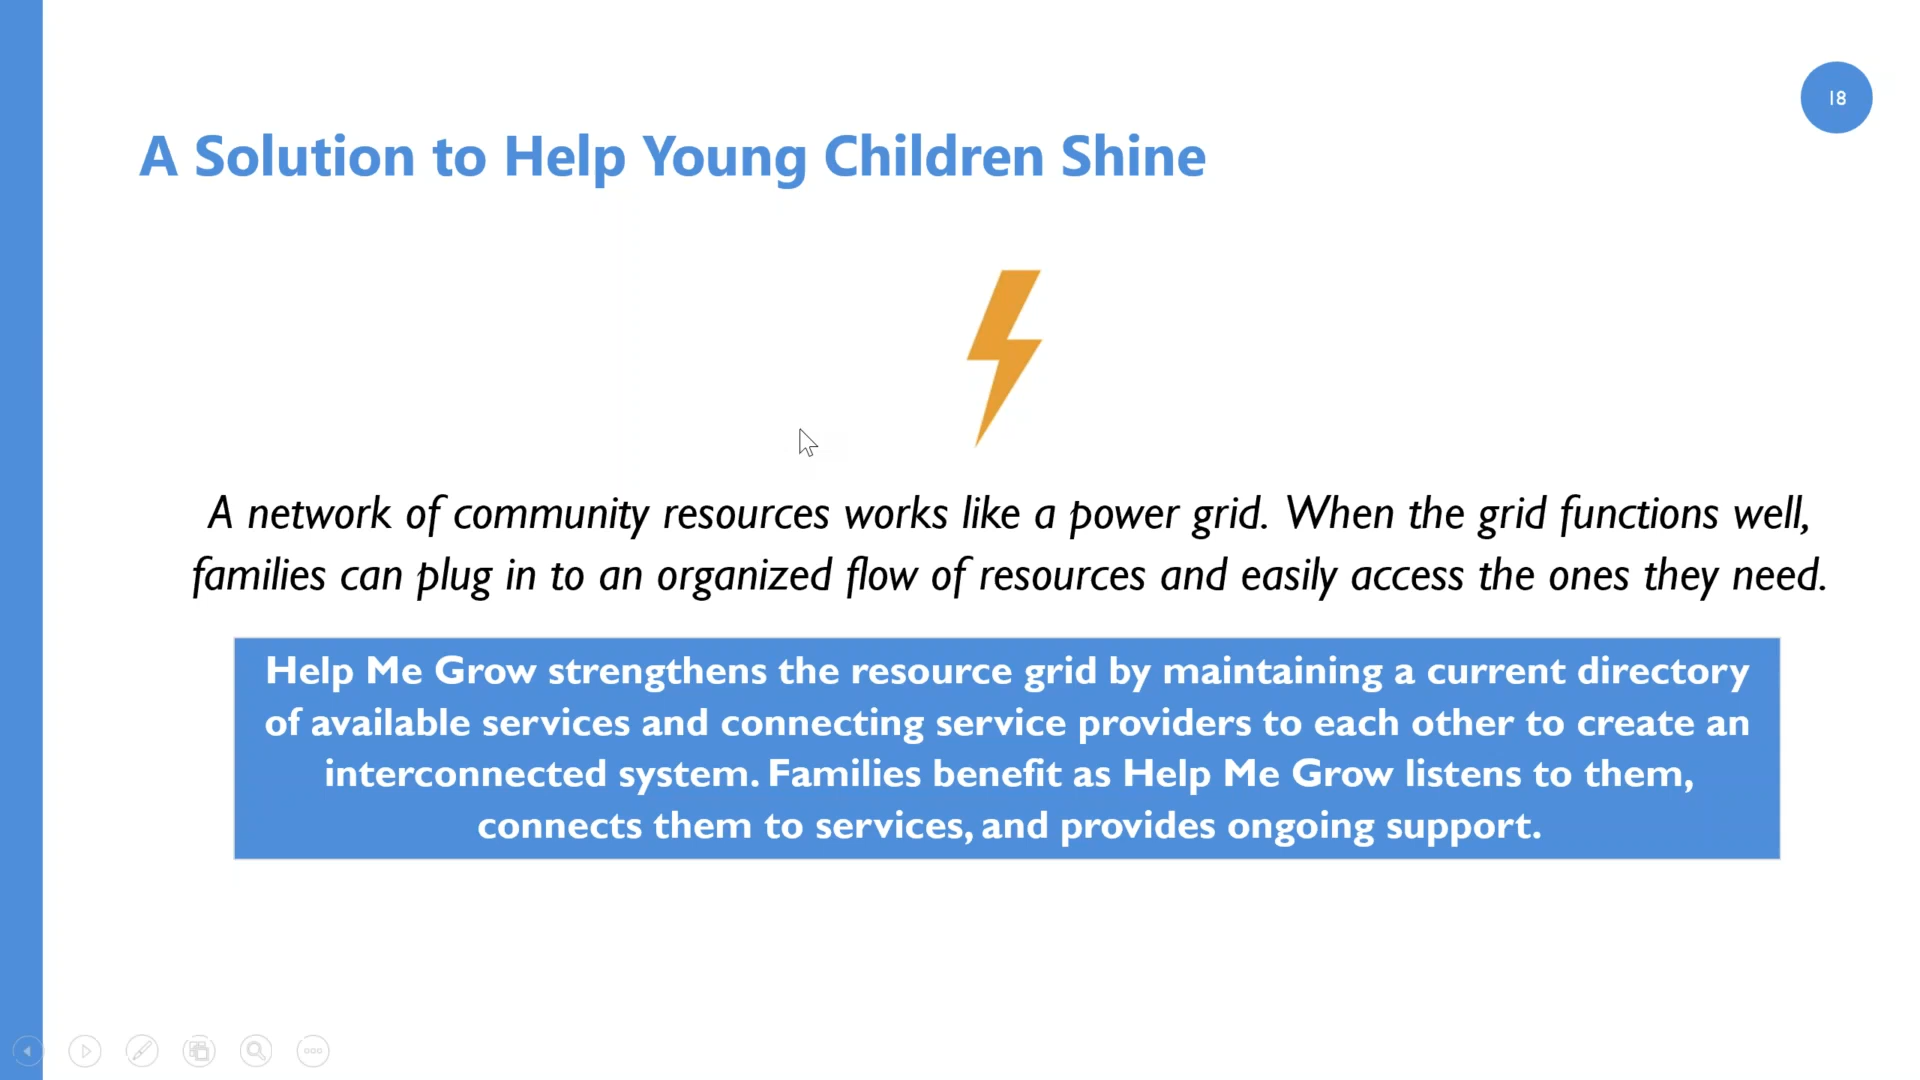 18
A Solution to Help Young Children Shine
A network of community resources works like a power grid. When the grid functions well,
families can plug in to an organized flow of resources and easily access the ones they need.
Help Me Grow strengthens the resource grid by maintaining a current directory
of available services and connecting service providers to each other to create an
interconnected system. Families benefit as Help Me Grow listens to them,
connects them to services, and provides ongoing support.